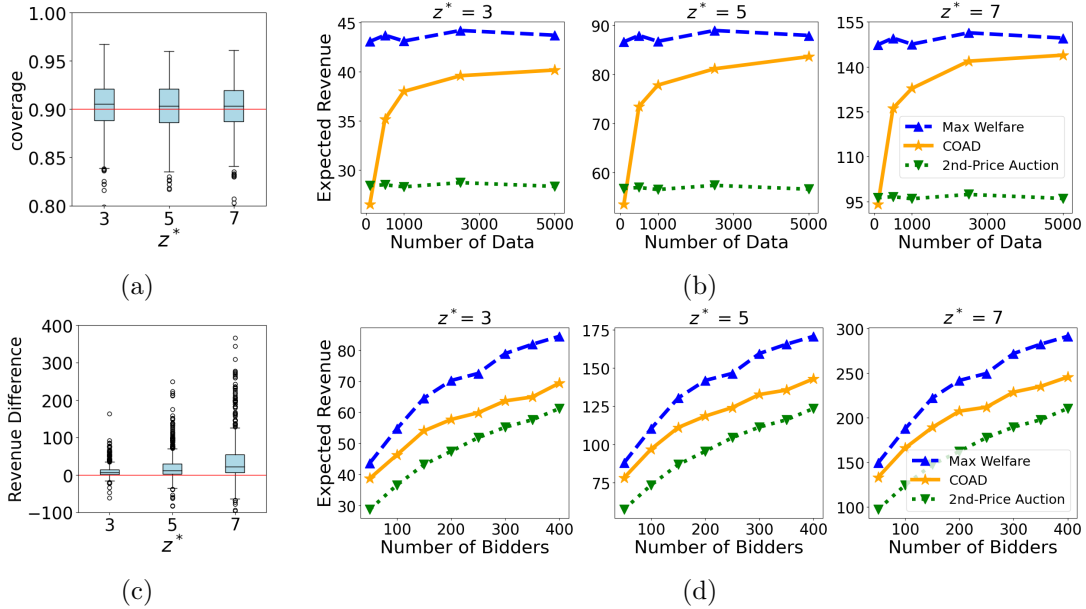 coverage
1.00
0.95
0.90
0.85
0.80
3 5 7
z*
(a)
z* = 3
Expected Revenue
45
40
35
30
0 1000 3000 5000
Number of Data
z* = 5
90
80
70
60
0 1000 3000 5000
Number of Data
z* = 7
155
145
125
115
95
0 1000 3000 5000
Number of Data
Max Welfare
COAD
2nd-Price Auction
(b)
Revenue Difference
400
300
200
100
0
−100
3 5 7
z*
(c)
z* = 3
Expected Revenue
80
70
60
50
40
30
100 200 300 400
Number of Bidders
z* = 5
175
150
125
100
75
100 200 300 400
Number of Bidders
z* = 7
300
250
200
150
100
100 200 300 400
Number of Bidders
Max Welfare
COAD
2nd-Price Auction
(d)